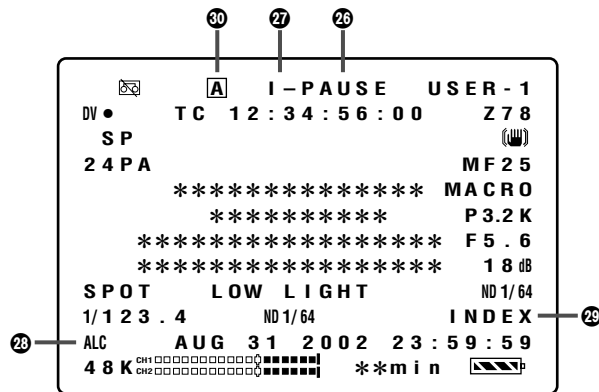 ㉚ ㉗ ㉖
A I–PAUSE USER-1
DV ● TC 12:34:56:00 Z78
SP
24PA MF25
************** MACRO
********** P3.2K
***************** F5.6
***************** 18dB
SPOT LOW LIGHT ND1/64
1/123.4 ND1/64 INDEX ㉙
㉘ ALC AUG 31 2002 23:59:59
48K CH1 CH2 **min